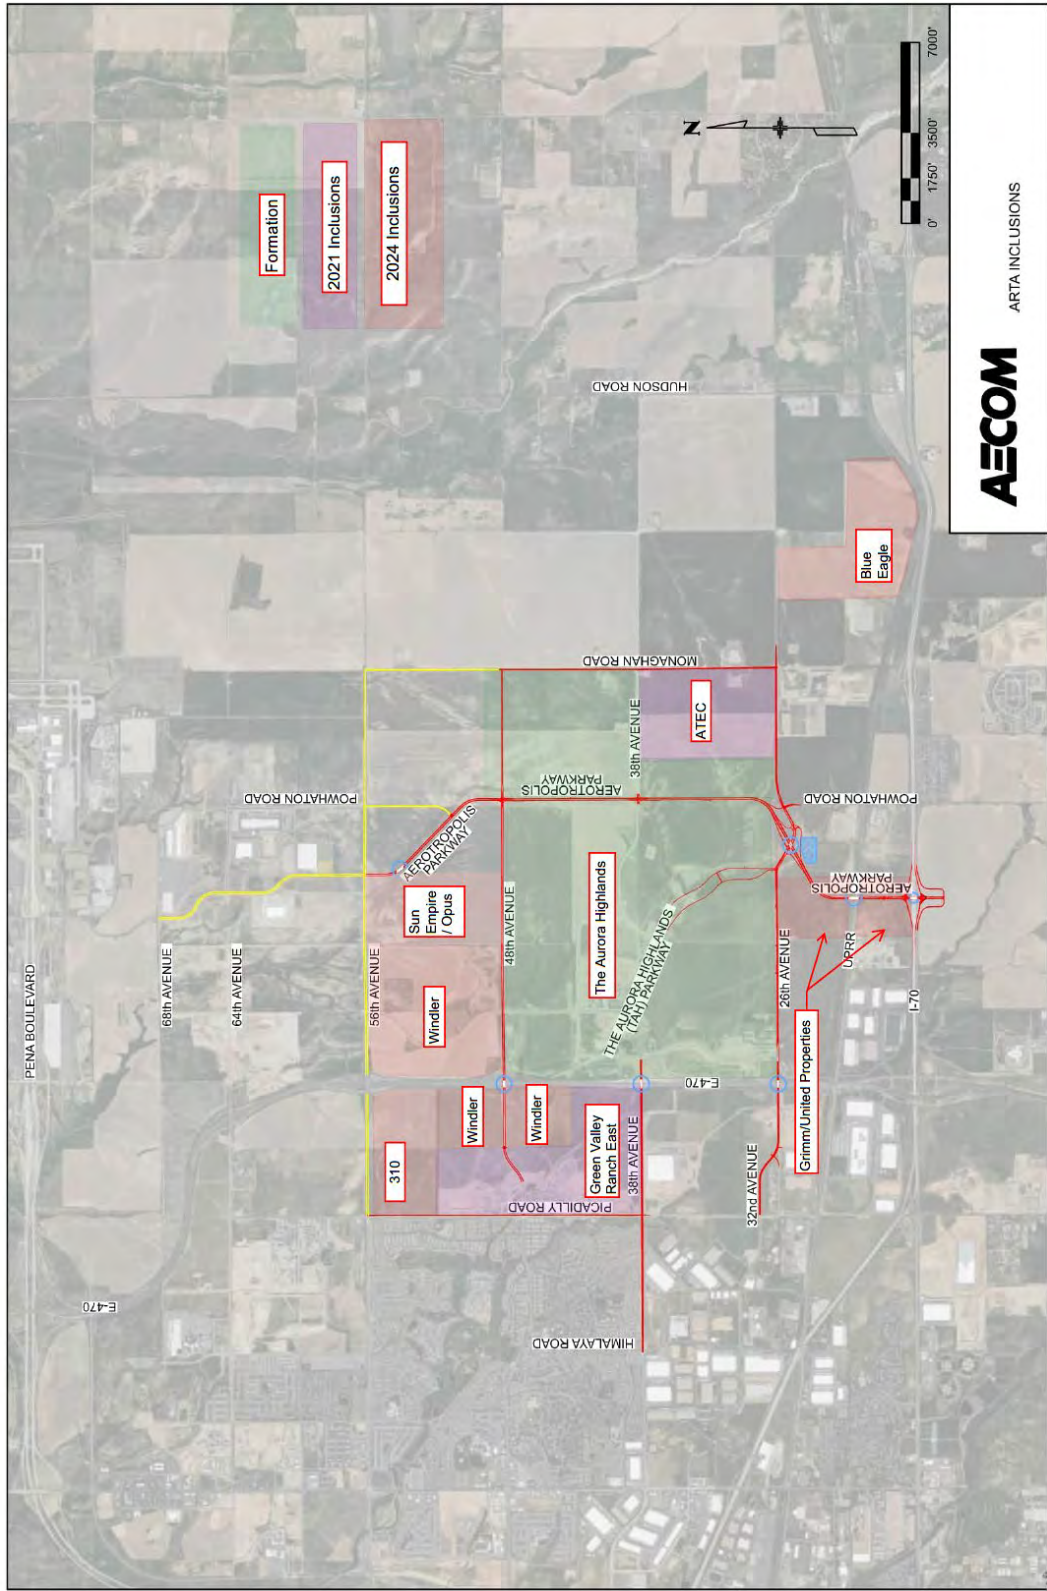 PENA BOULEVARD
E-470
68th AVENUE
64th AVENUE
POWHATON ROAD
Formation
2021 Inclusions
2024 Inclusions
56th AVENUE
310
Windler
Sun
Empire
/ Opus
AEROTROPOLIS
PARKWAY
Windler
48th AVENUE
Windler
PICADILLY ROAD
Green Valley
Ranch East
The Aurora Highlands
AEROTROPOLIS
PARKWAY
MONAGHAN ROAD
HUDSON ROAD
HIMALAYA ROAD
38th AVENUE
E-470
THE AURORA HIGHLANDS
(TAH) PARKWAY
38th AVENUE
ATEC
32nd AVENUE
26th AVENUE
POWHATON ROAD
Grimm/United Properties
UPRR
AEROTROPOLIS
PARKWAY
I-70
Blue
Eagle
N
0' 1750' 3500' 7000'
AECOM
ARTA INCLUSIONS